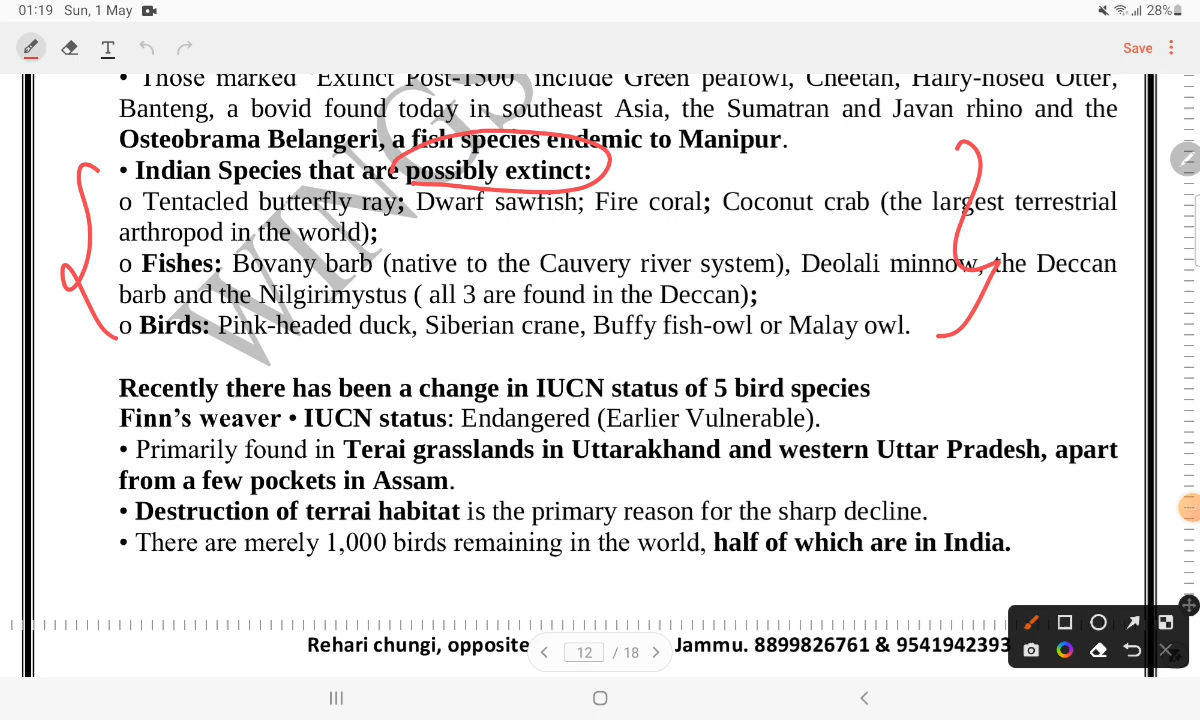 01:19 Sun, 1 May 28%
T Save
• Those marked 'Extinct Post-1500' include Green peafowl, Cheetah, Hairy-nosed Otter,
Banteng, a bovid found today in southeast Asia, the Sumatran and Javan rhino and the
Osteobrama Belangeri, a fish species endemic to Manipur.
• Indian Species that are possibly extinct:
o Tentacled butterfly ray; Dwarf sawfish; Fire coral; Coconut crab (the largest terrestrial
arthropod in the world);
o Fishes: Bovany barb (native to the Cauvery river system), Deolali minnow, the Deccan
barb and the Nilgirimystus ( all 3 are found in the Deccan);
o Birds: Pink-headed duck, Siberian crane, Buffy fish-owl or Malay owl.
Recently there has been a change in IUCN status of 5 bird species
Finn's weaver • IUCN status: Endangered (Earlier Vulnerable).
• Primarily found in Terai grasslands in Uttarakhand and western Uttar Pradesh, apart
from a few pockets in Assam.
• Destruction of terrai habitat is the primary reason for the sharp decline.
• There are merely 1,000 birds remaining in the world, half of which are in India.
Rehari chungi, opposite Jammu. 8899826761 & 9541942393
12 / 18
WINGS